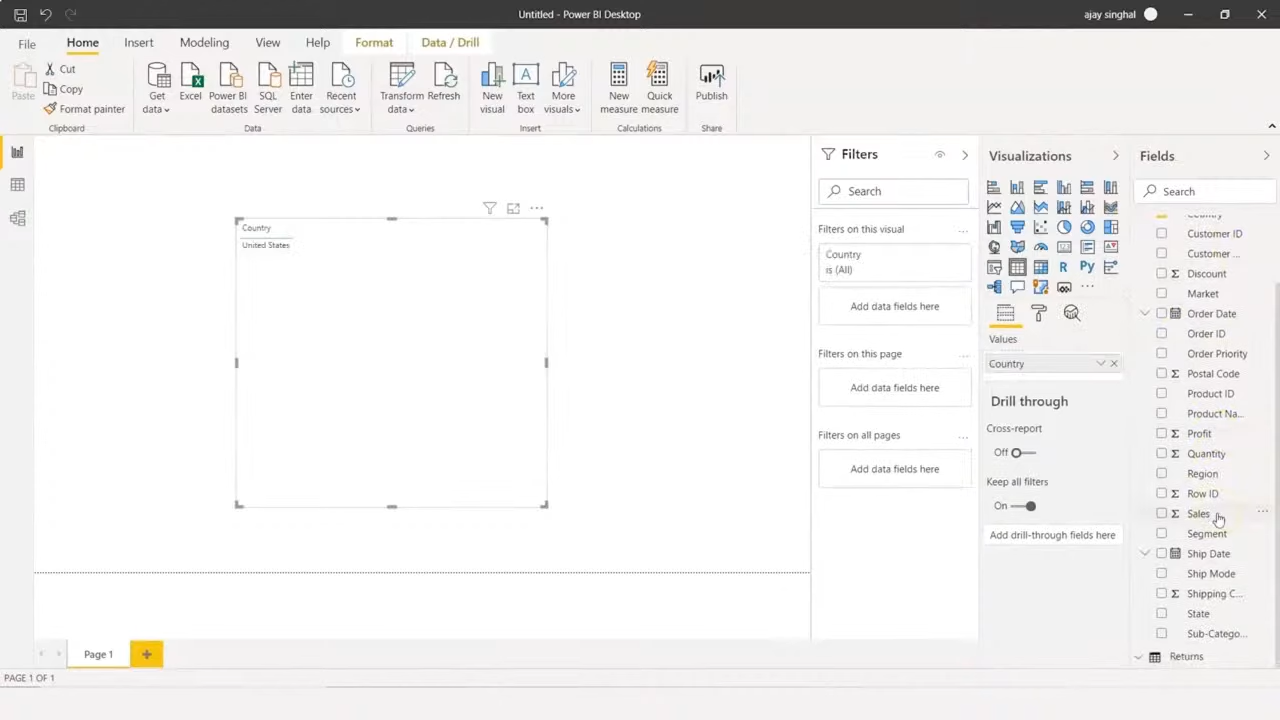 Untitled - Power BI Desktop
ajay singhal
File Home Insert Modeling View Help Format Data / Drill
Paste
Cut
Copy
Format painter
Clipboard
Get data
Excel
Power BI datasets
SQL Server
Enter data
Recent sources
Data
Transform data
Refresh
Queries
New visual
Text box
More visuals
Insert
New measure
Quick measure
Calculations
Publish
Share
Country
United States
Filters
Search
Filters on this visual
...
Country
is (All)
Add data fields here
Filters on this page
...
Add data fields here
Filters on all pages
...
Add data fields here
Visualizations
R
Py
...
Values
Country
Drill through
Cross-report
Off
Keep all filters
On
Add drill-through fields here
Fields
Search
Country
Customer ID
Customer ...
Σ Discount
Market
Order Date
Order ID
Order Priority
Σ Postal Code
Product ID
Product Na...
Σ Profit
Σ Quantity
Region
Σ Row ID
Σ Sales
...
Segment
Ship Date
Ship Mode
Σ Shipping C...
State
Sub-Catego...
Returns
Page 1
PAGE 1 OF 1